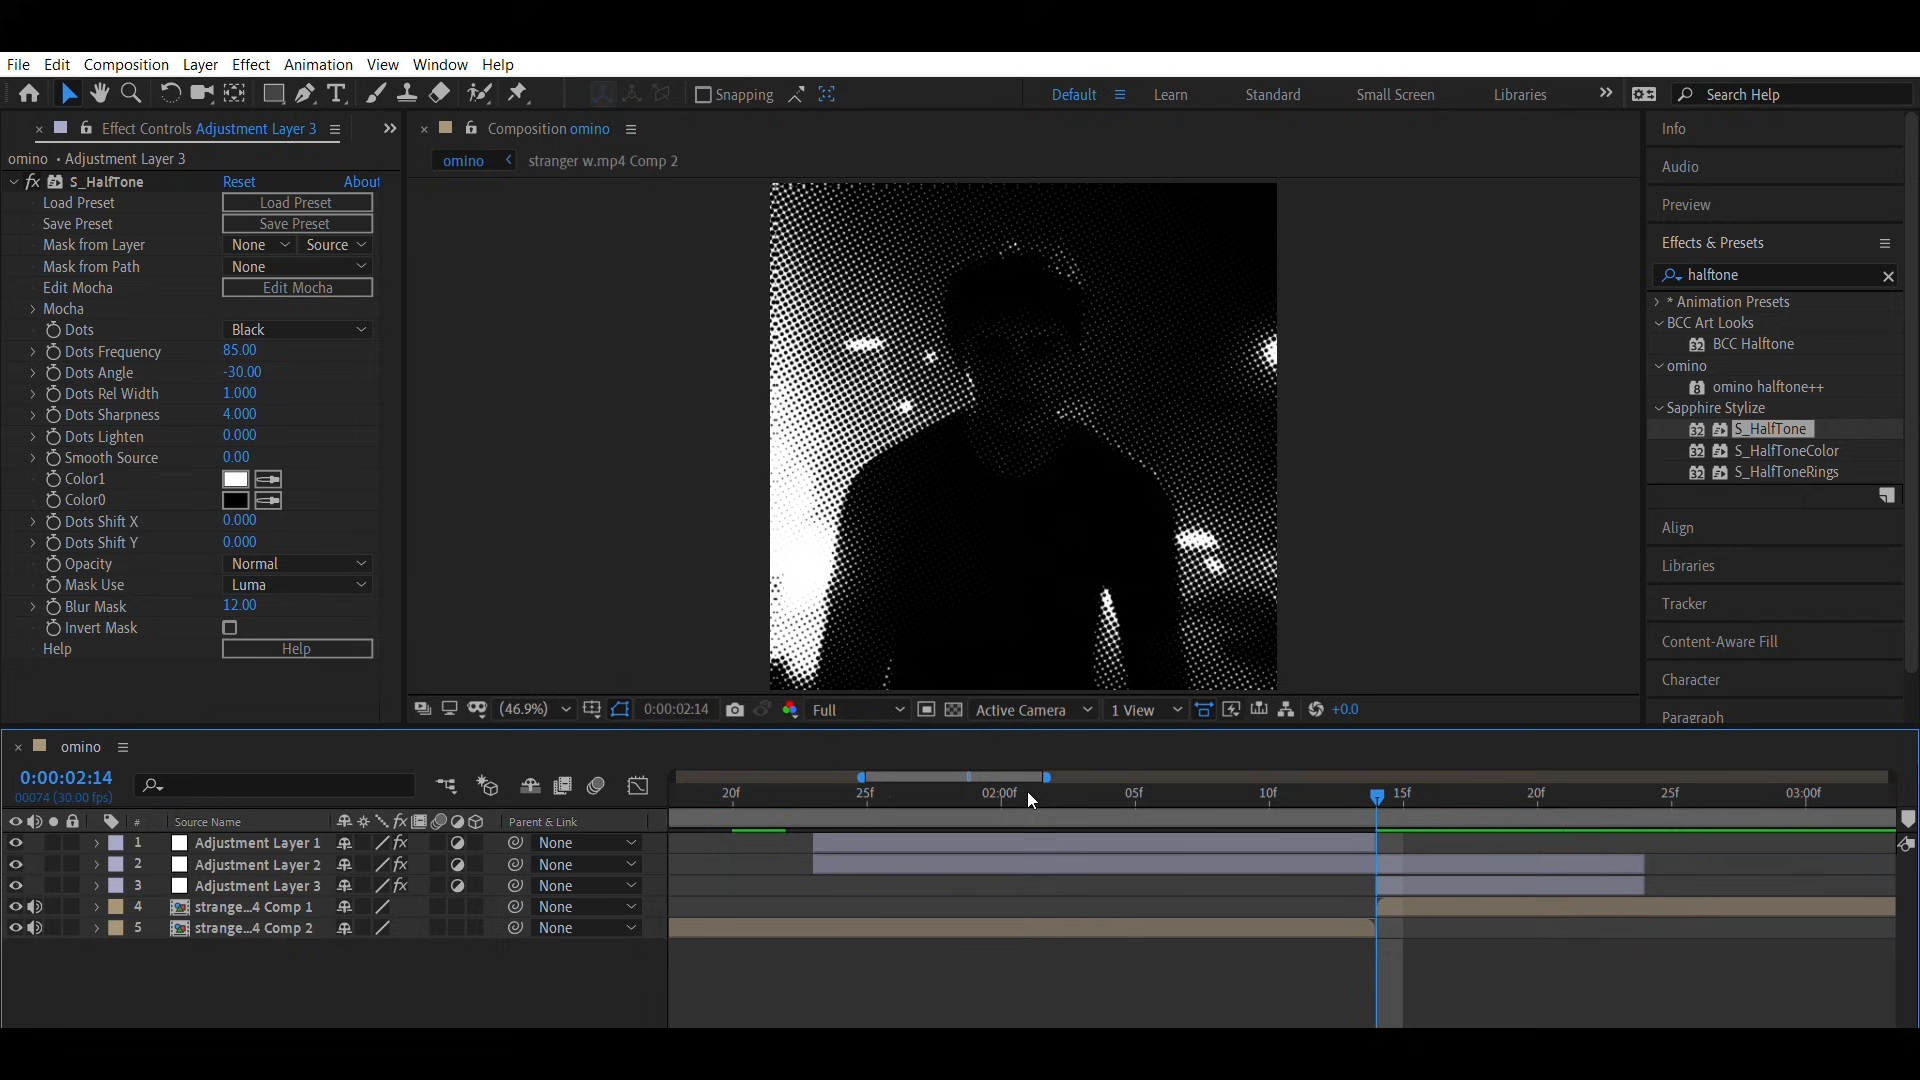 File Edit Composition Layer Effect Animation View Window Help
Snapping Default Learn Standard Small Screen Libraries Search Help
Effect Controls Adjustment Layer 3
omino • Adjustment Layer 3
fx S_HalfTone Reset About
Load Preset Load Preset
Save Preset Save Preset
Mask from Layer None Source
Mask from Path None
Edit Mocha Edit Mocha
Mocha
Dots Black
Dots Frequency 85.00
Dots Angle -30.00
Dots Rel Width 1.000
Dots Sharpness 4.000
Dots Lighten 0.000
Smooth Source 0.00
Color1
Color0
Dots Shift X 0.000
Dots Shift Y 0.000
Opacity Normal
Mask Use Luma
Blur Mask 12.00
Invert Mask
Help Help
Composition omino
omino stranger w.mp4 Comp 2
(46.9%) 0:00:02:14 Full Active Camera 1 View +0.0
Info
Audio
Preview
Effects & Presets
halftone
* Animation Presets
BCC Art Looks
32 BCC Halftone
omino
8 omino halftone++
Sapphire Stylize
32 S_HalfTone
32 S_HalfToneColor
32 S_HalfToneRings
Align
Libraries
Tracker
Content-Aware Fill
Character
Paragraph
omino
0:00:02:14
00074 (30.00 fps)
20f 25f 02:00f 05f 10f 15f 20f 25f 03:00f
# Source Name fx Parent & Link
1 Adjustment Layer 1 fx None
2 Adjustment Layer 2 fx None
3 Adjustment Layer 3 fx None
4 strange...4 Comp 1 None
5 strange...4 Comp 2 None